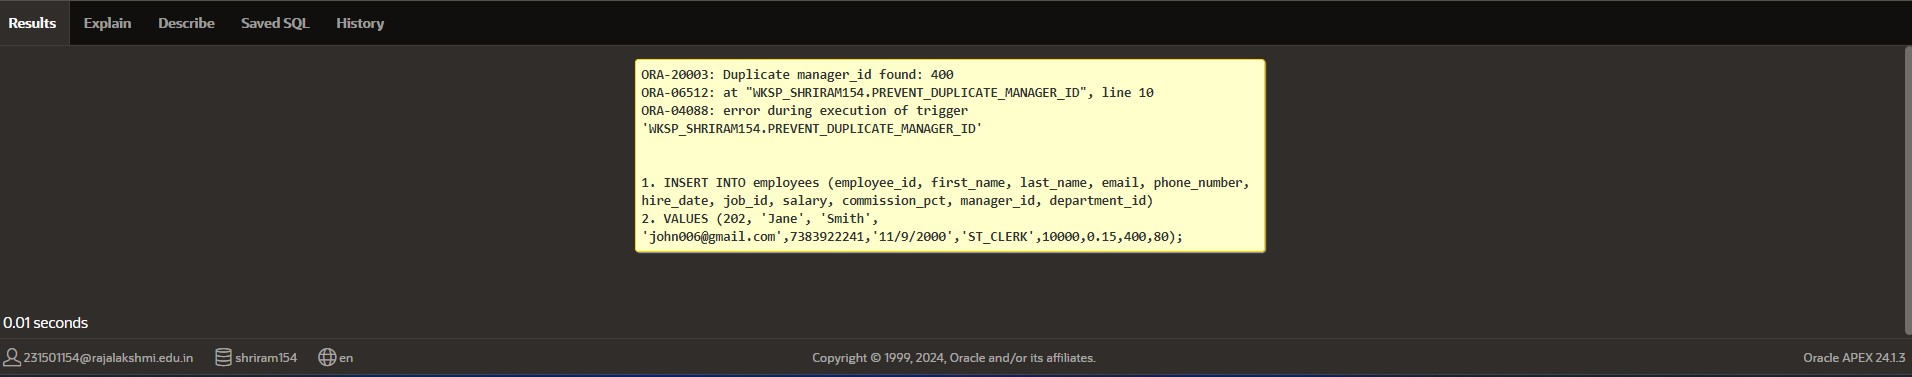 Results Explain Describe Saved SQL History
ORA-20003: Duplicate manager_id found: 400
ORA-06512: at "WKSP_SHRIRAM154.PREVENT_DUPLICATE_MANAGER_ID", line 10
ORA-04088: error during execution of trigger
'WKSP_SHRIRAM154.PREVENT_DUPLICATE_MANAGER_ID'
1. INSERT INTO employees (employee_id, first_name, last_name, email, phone_number,
hire_date, job_id, salary, commission_pct, manager_id, department_id)
2. VALUES (202, 'Jane', 'Smith',
'john006@gmail.com',7383922241,'11/9/2000','ST_CLERK',10000,0.15,400,80);
0.01 seconds
231501154@rajalakshmi.edu.in shriram154 en Copyright © 1999, 2024, Oracle and/or its affiliates. Oracle APEX 24.1.3